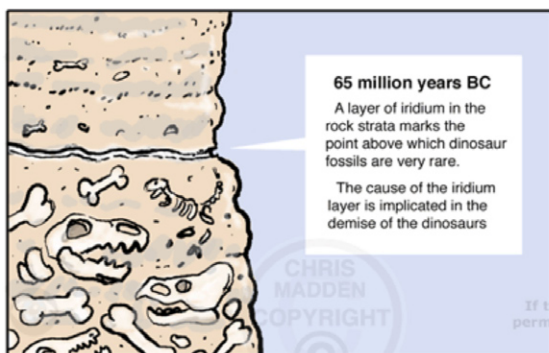 65 million years BC
A layer of iridium in the
rock strata marks the
point above which dinosaur
fossils are very rare.
The cause of the iridium
layer is implicated in the
demise of the dinosaurs
CHRIS
MADDEN
COPYRIGHT
If t
perm